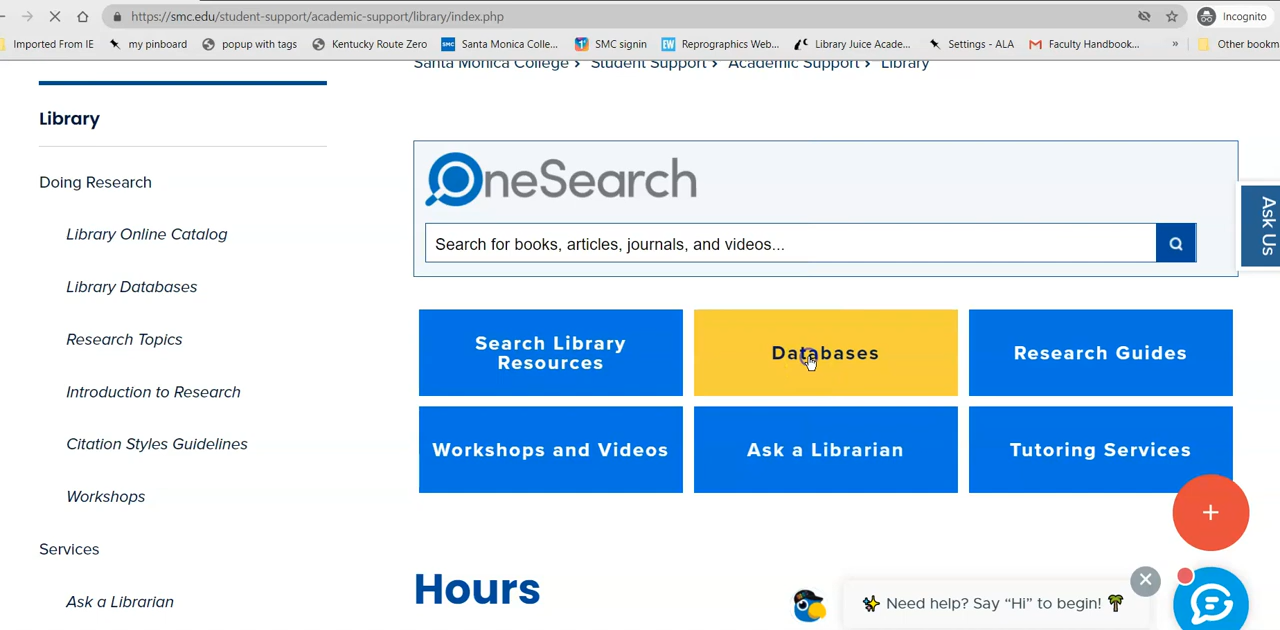 https://smc.edu/student-support/academic-support/library/index.php
Incognito
Imported From IE
my pinboard
popup with tags
Kentucky Route Zero
SMC
Santa Monica Colle...
SMC signin
EW
Reprographics Web...
Library Juice Acade...
Settings - ALA
Faculty Handbook...
»
Other bookm
Santa Monica College > Student Support > Academic Support > Library
Library
Doing Research
Library Online Catalog
Library Databases
Research Topics
Introduction to Research
Citation Styles Guidelines
Workshops
Services
Ask a Librarian
OneSearch
Search for books, articles, journals, and videos...
Ask Us
Search Library
Resources
Databases
Research Guides
Workshops and Videos
Ask a Librarian
Tutoring Services
+
Hours
✨ Need help? Say “Hi” to begin! 🌴